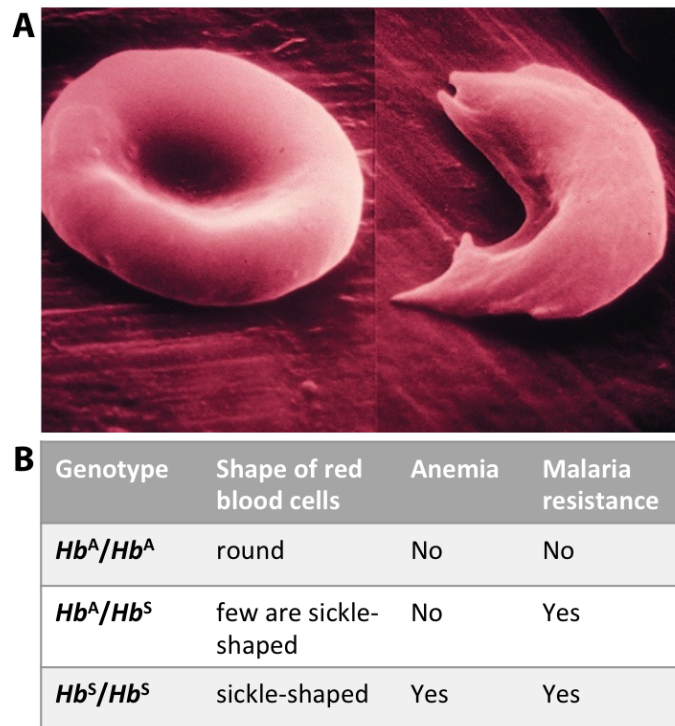 A
B
Genotype Shape of red Anemia Malaria
blood cells resistance
Hbᴬ/Hbᴬ round No No
Hbᴬ/Hbˢ few are sickle- No Yes
shaped
Hbˢ/Hbˢ sickle-shaped Yes Yes